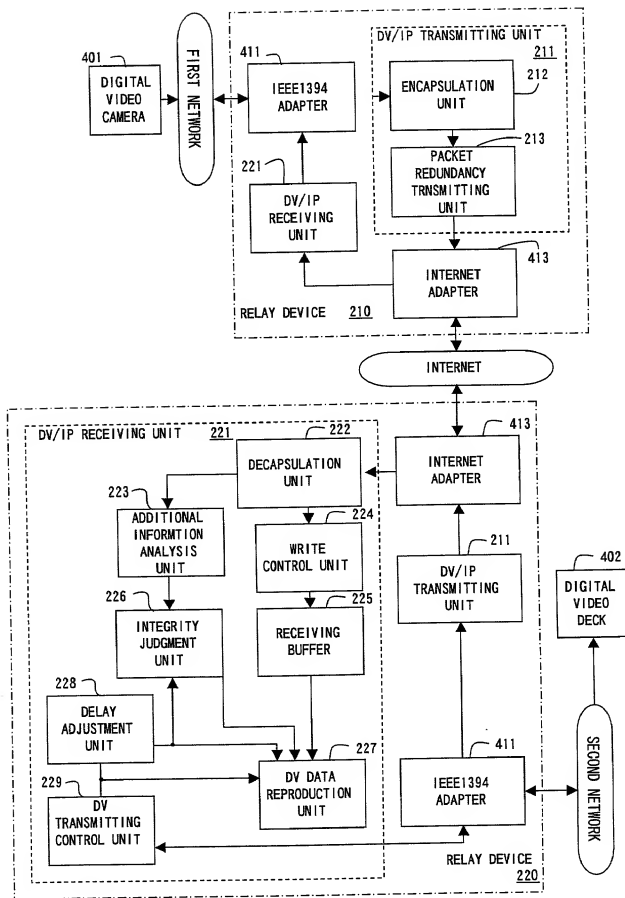 DV/IP TRANSMITTING UNIT
211
401
DIGITAL
VIDEO
CAMERA
FIRST NETWORK
411
IEEE1394
ADAPTER
ENCAPSULATION
UNIT
212
213
PACKET
REDUNDANCY
TRNSMITTING
UNIT
221
DV/IP
RECEIVING
UNIT
413
INTERNET
ADAPTER
RELAY DEVICE 210
INTERNET
DV/IP RECEIVING UNIT 221
222
DECAPSULATION
UNIT
413
INTERNET
ADAPTER
223
ADDITIONAL
INFORMTION
ANALYSIS
UNIT
224
WRITE
CONTROL UNIT
211
DV/IP
TRANSMITTING
UNIT
402
DIGITAL
VIDEO
DECK
226
INTEGRITY
JUDGMENT
UNIT
225
RECEIVING
BUFFER
228
DELAY
ADJUSTMENT
UNIT
227
DV DATA
REPRODUCTION
UNIT
411
IEEE1394
ADAPTER
SECOND NETWORK
229
DV
TRANSMITTING
CONTROL UNIT
RELAY DEVICE
220